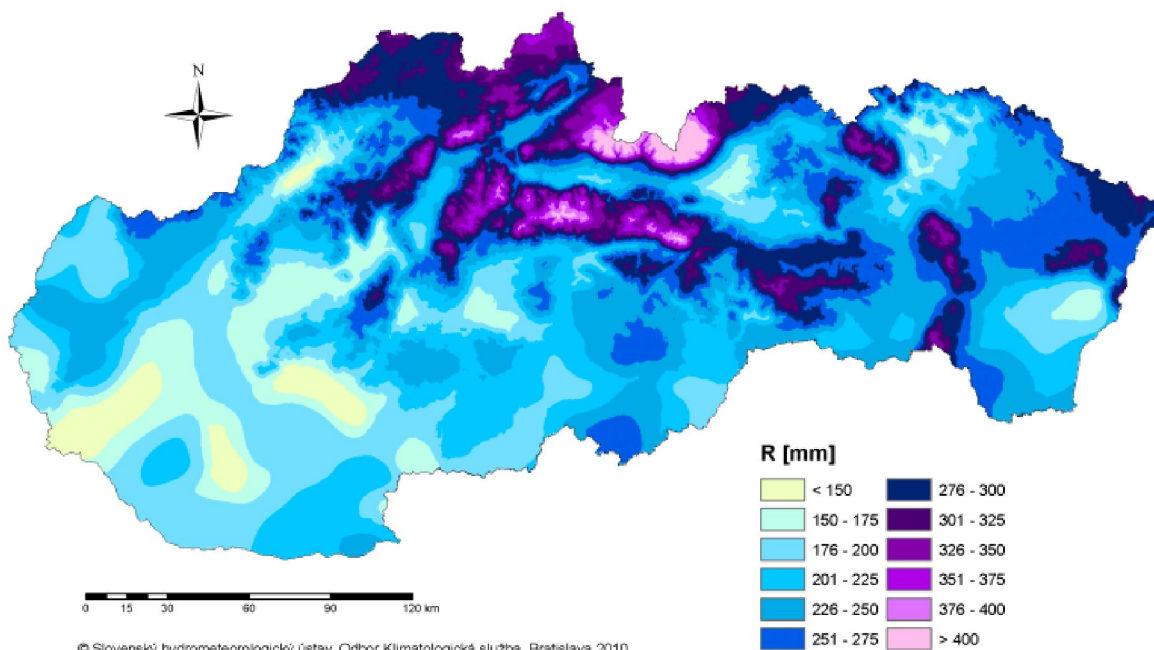 N
R [mm]
< 150
150 - 175
176 - 200
201 - 225
226 - 250
251 - 275
276 - 300
301 - 325
326 - 350
351 - 375
376 - 400
> 400
0 15 30 60 90 120 km
© Slovenský hydrometeorologický ústav, Odbor Klimatologická služba, Bratislava 2010